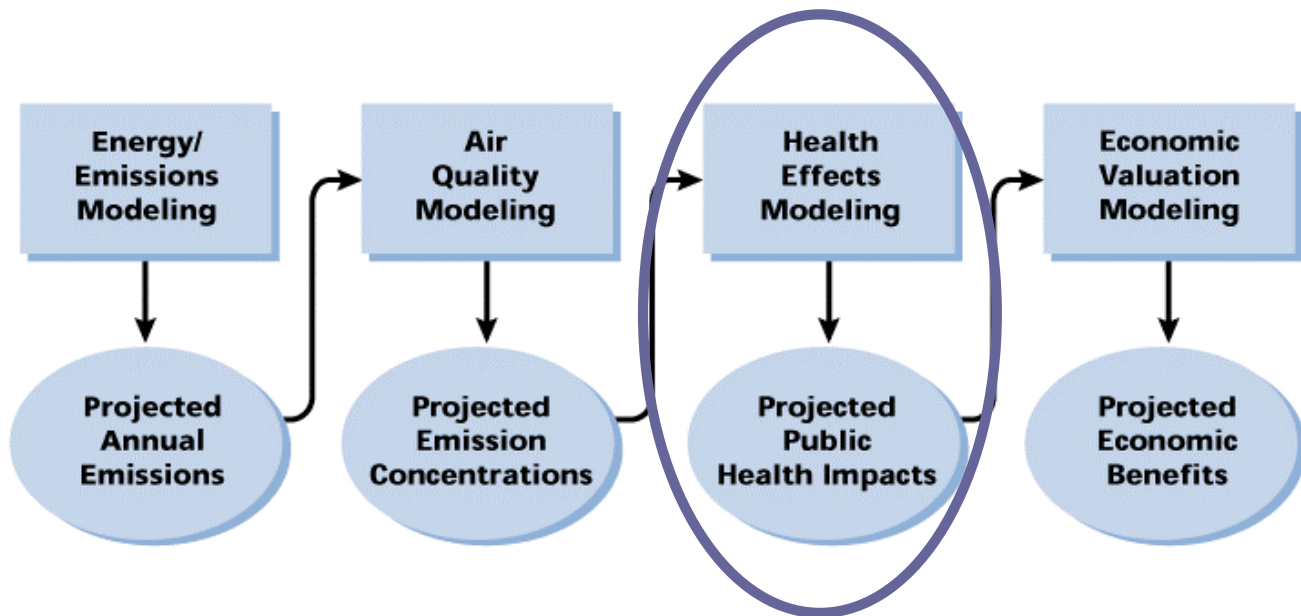 Energy/
Emissions
Modeling
Air
Quality
Modeling
Health
Effects
Modeling
Economic
Valuation
Modeling
Projected
Annual
Emissions
Projected
Emission
Concentrations
Projected
Public
Health Impacts
Projected
Economic
Benefits